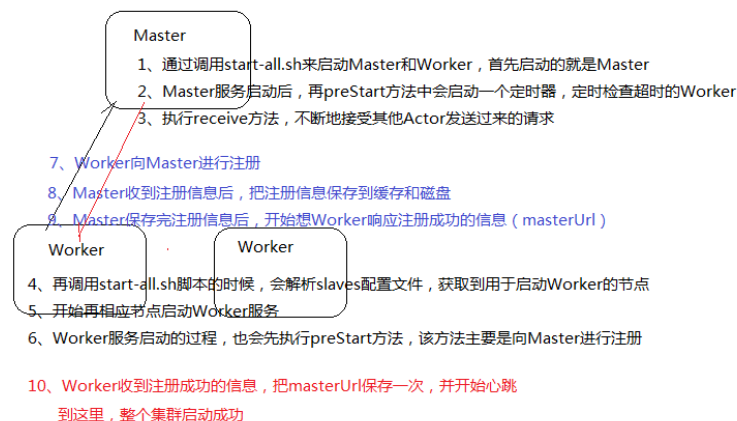 Master
1、通过调用start-all.sh来启动Master和Worker，首先启动的就是Master
2、Master服务启动后，再preStart方法中会启动一个定时器，定时检查超时的Worker
3、执行receive方法，不断地接受其他Actor发送过来的请求
7、Worker向Master进行注册
8、Master收到注册信息后，把注册信息保存到缓存和磁盘
9、Master保存完注册信息后，开始想Worker响应注册成功的信息（masterUrl）
Worker
Worker
4、再调用start-all.sh脚本的时候，会解析slaves配置文件，获取到用于启动Worker的节点
5、开始再相应节点启动Worker服务
6、Worker服务启动的过程，也会先执行preStart方法，该方法主要是向Master进行注册
10、Worker收到注册成功的信息，把masterUrl保存一次，并开始心跳
到这里，整个集群启动成功